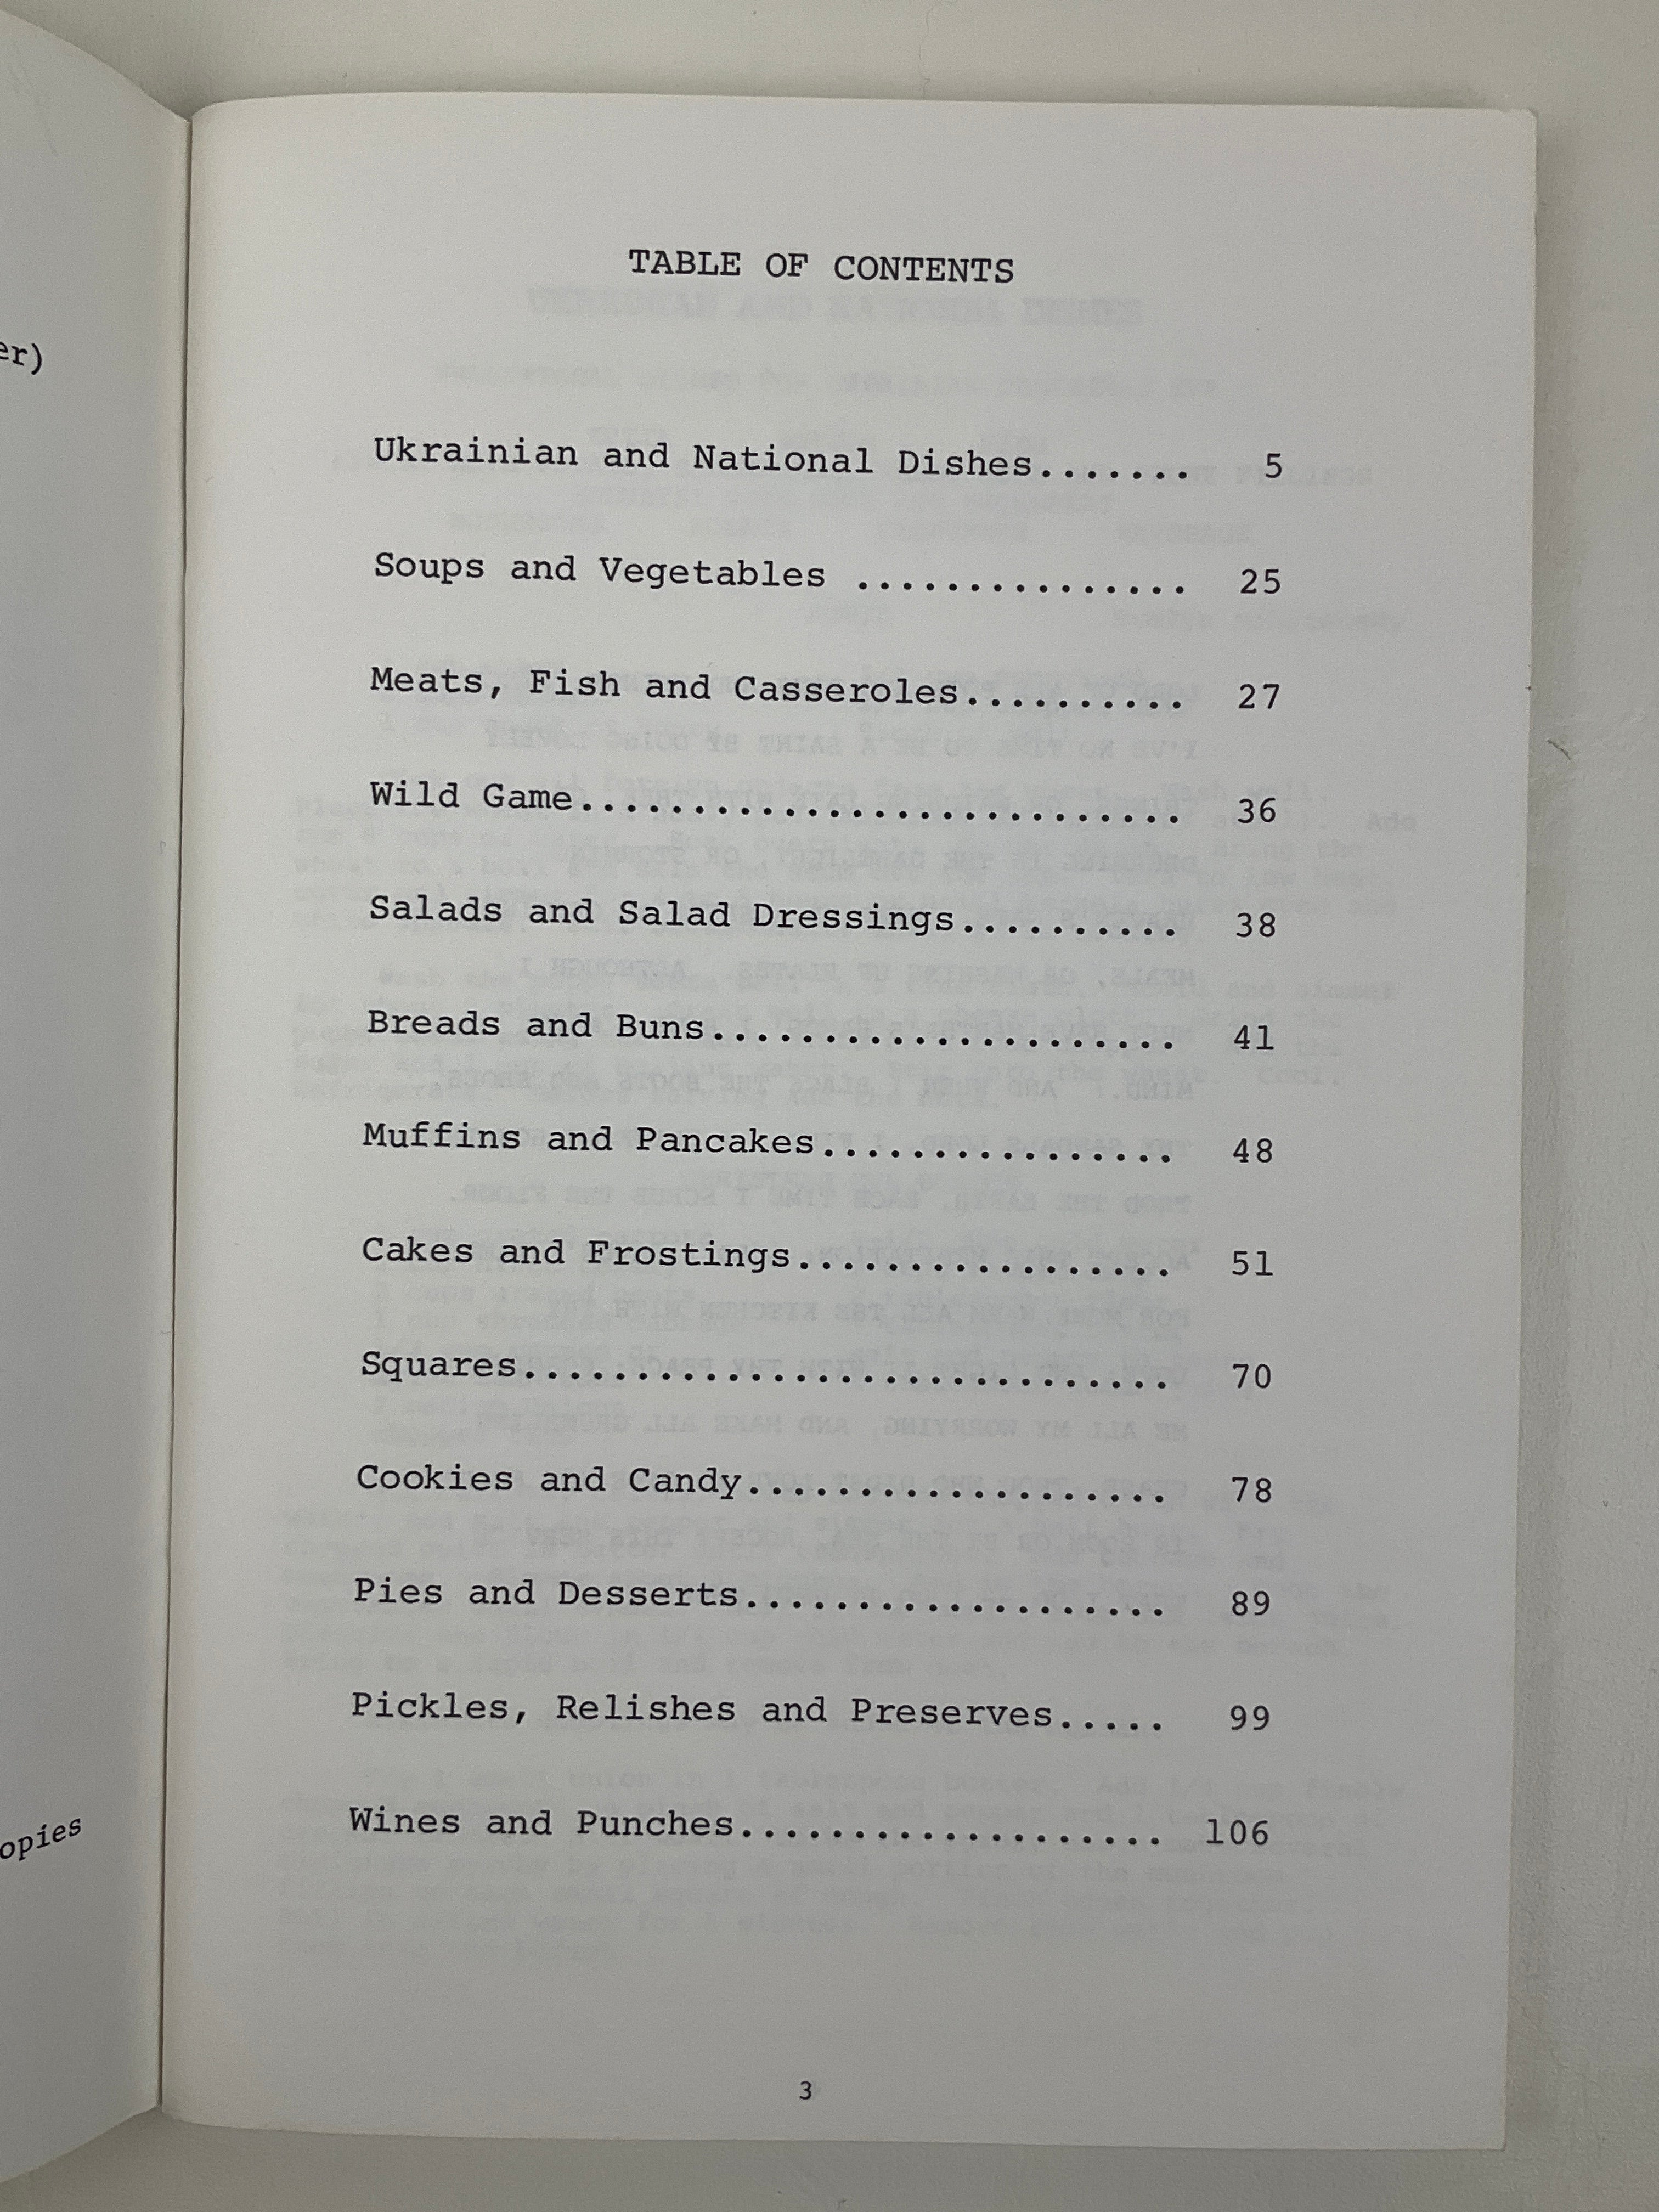 er)
opies
TABLE OF CONTENTS
Ukrainian and National Dishes....... 5
Soups and Vegetables ............... 25
Meats, Fish and Casseroles.......... 27
Wild Game........................... 36
Salads and Salad Dressings.......... 38
Breads and Buns..................... 41
Muffins and Pancakes................ 48
Cakes and Frostings................. 51
Squares............................. 70
Cookies and Candy................... 78
Pies and Desserts................... 89
Pickles, Relishes and Preserves..... 99
Wines and Punches................... 106
3